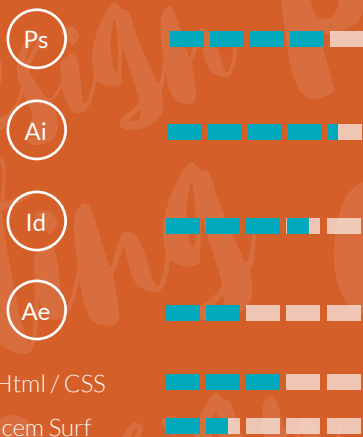 Ps
Ai
Id
Ae
Html / CSS
cem Surf